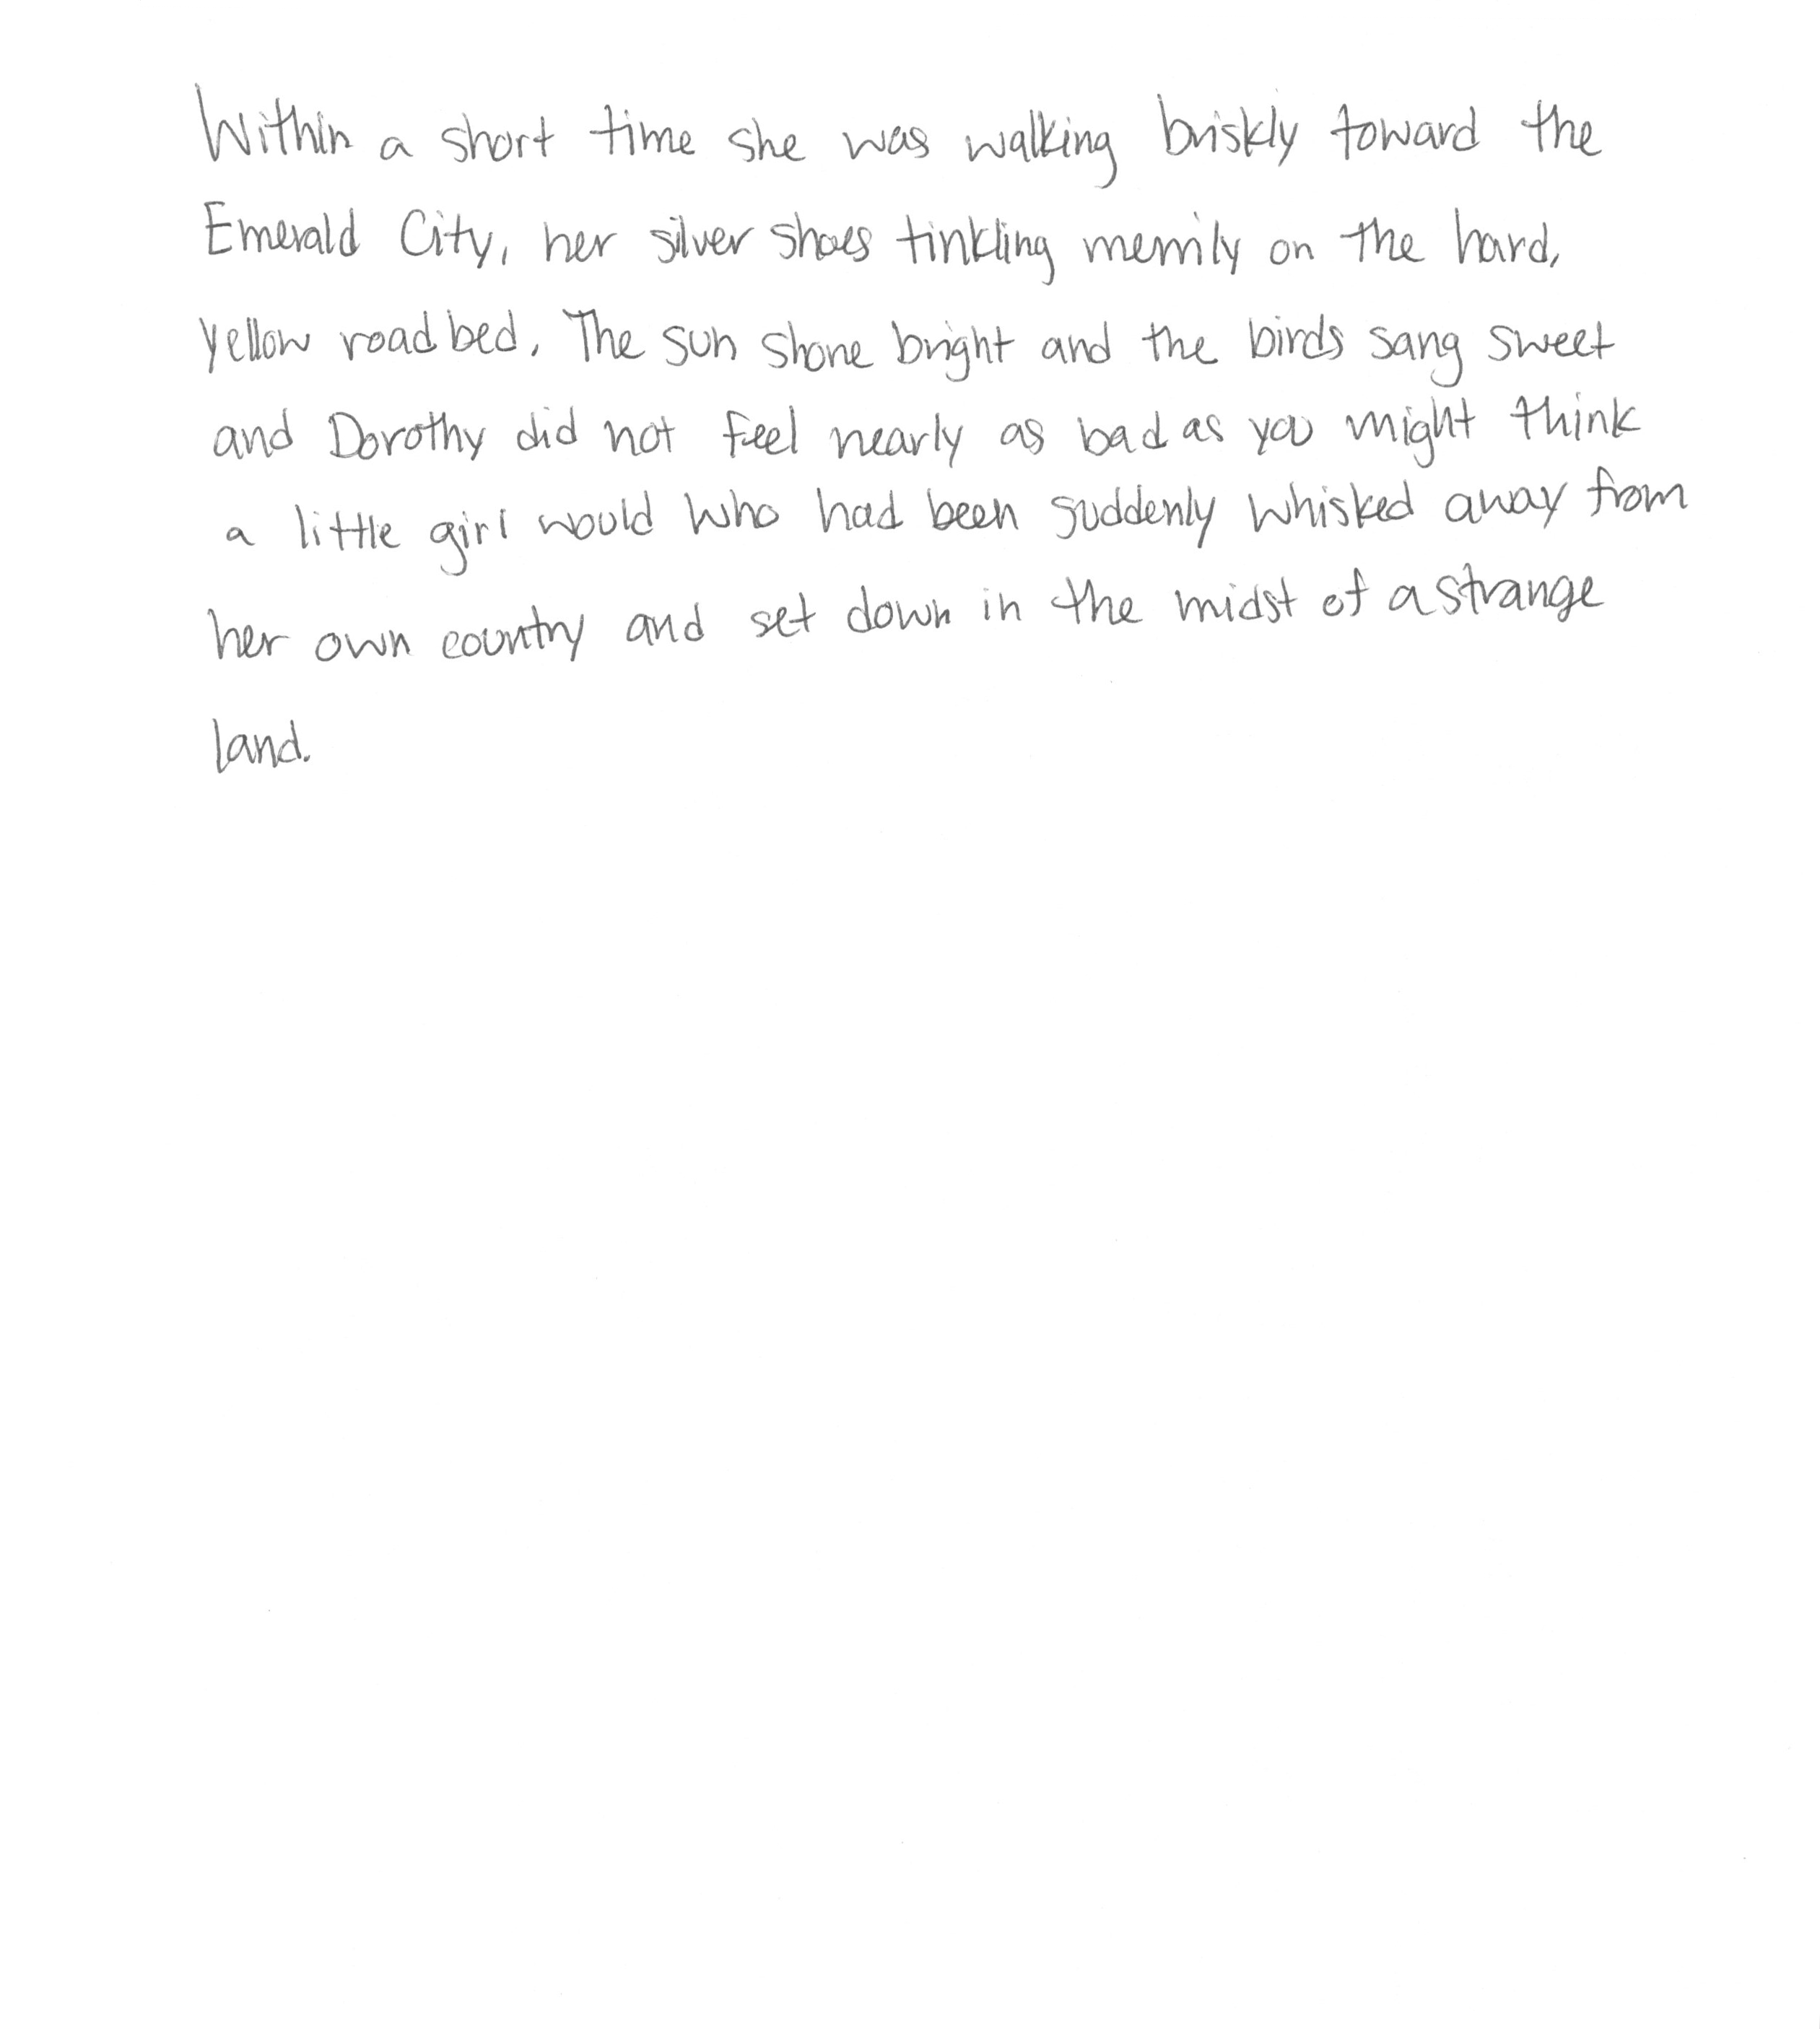 Within a short time she was walking briskly toward the
Emerald City, her silver shoes tinkling merrily on the hard,
yellow road bed. The sun shone bright and the birds sang sweet
and Dorothy did not feel nearly as bad as you might think
a little girl would who had been suddenly whisked away from
her own country and set down in the midst of a strange
land.